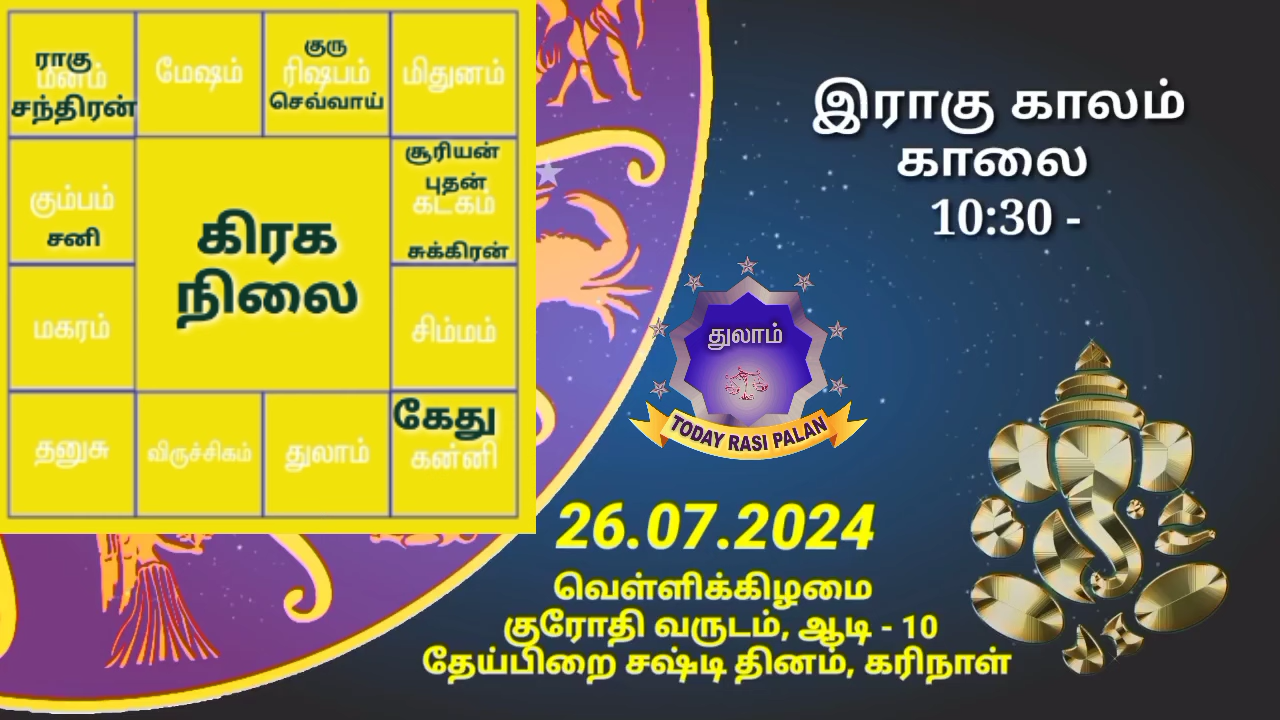 ராகு
மீனம்
சந்திரன்
மேஷம்
குரு
ரிஷபம்
செவ்வாய்
மிதுனம்
கும்பம்
சனி
கிரக
நிலை
சூரியன்
புதன்
கடகம்
சுக்கிரன்
மகரம்
சிம்மம்
தனுசு
விருச்சிகம்
துலாம்
கேது
கன்னி
இராகு காலம்
காலை
10:30 -
துலாம்
TODAY RASI PALAN
26.07.2024
வெள்ளிக்கிழமை
குரோதி வருடம், ஆடி - 10
தேய்பிறை சஷ்டி தினம், கரிநாள்